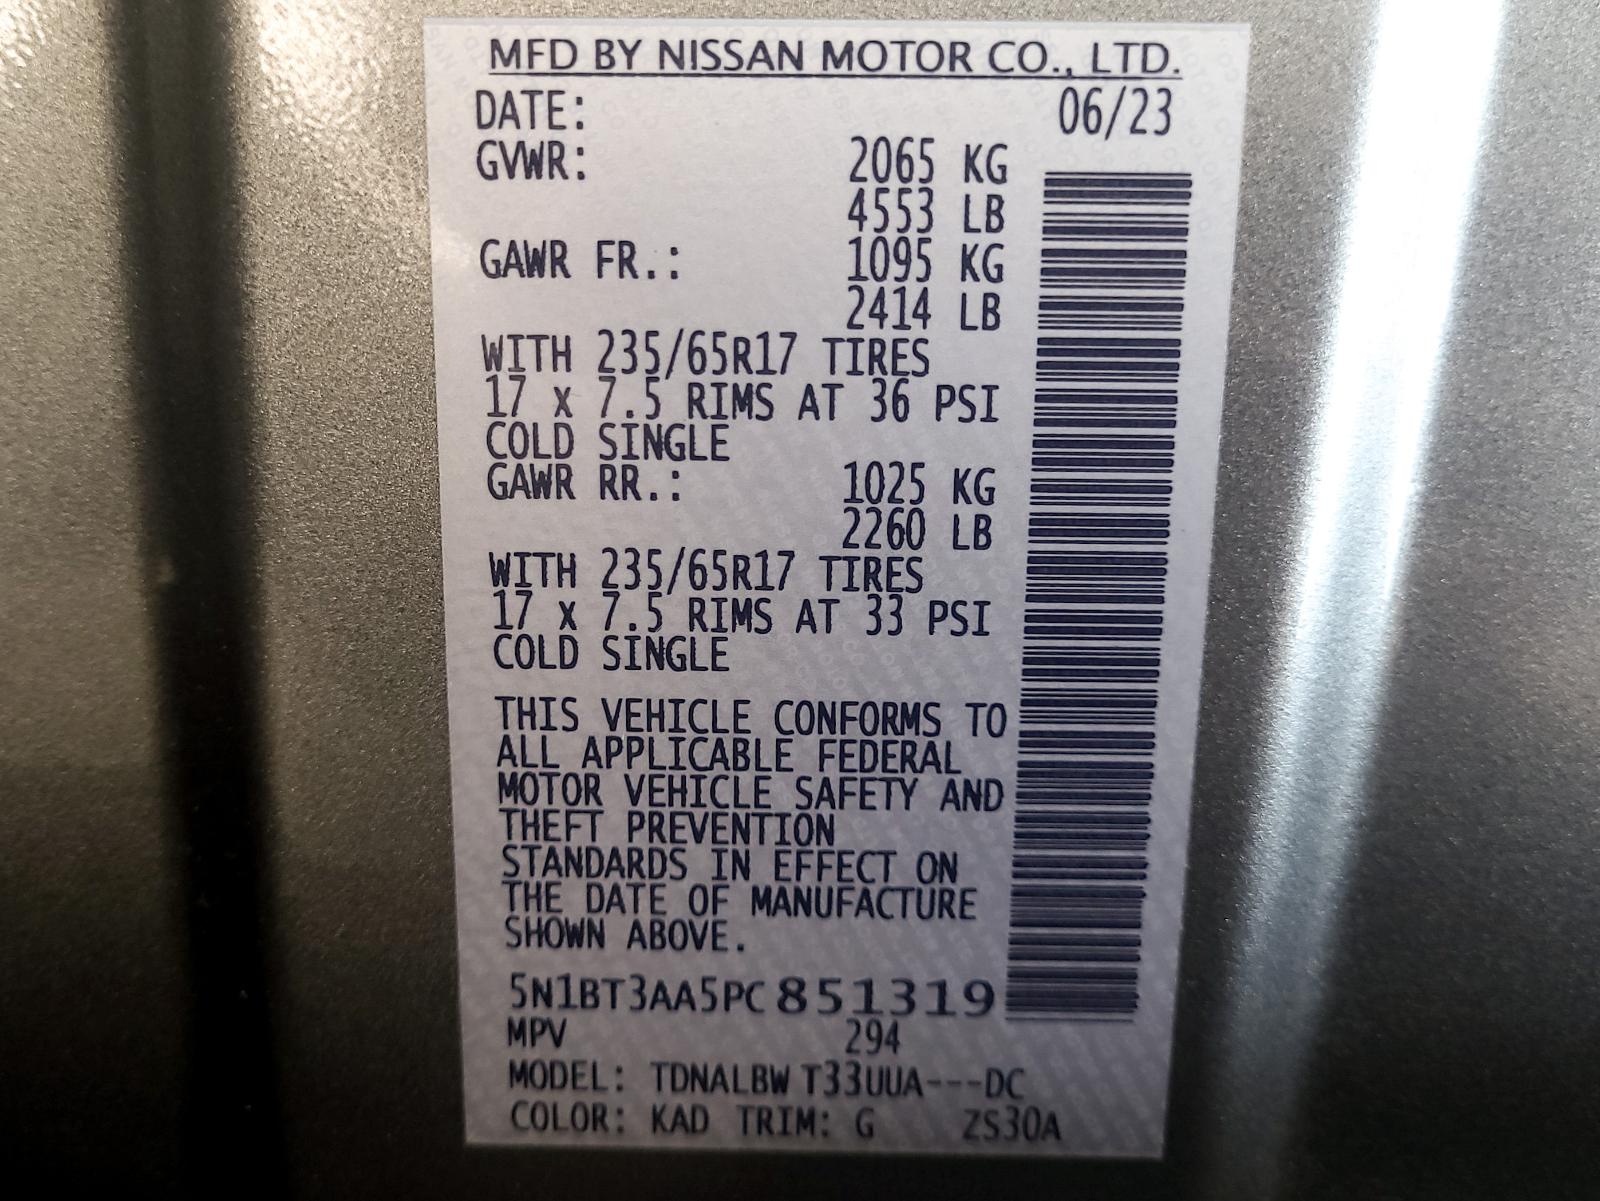 MFD BY NISSAN MOTOR CO., LTD.
DATE: 06/23
GVWR: 2065 KG
4553 LB
GAWR FR.: 1095 KG
2414 LB
WITH 235/65R17 TIRES
17 x 7.5 RIMS AT 36 PSI
COLD SINGLE
GAWR RR.: 1025 KG
2260 LB
WITH 235/65R17 TIRES
17 x 7.5 RIMS AT 33 PSI
COLD SINGLE
THIS VEHICLE CONFORMS TO
ALL APPLICABLE FEDERAL
MOTOR VEHICLE SAFETY AND
THEFT PREVENTION
STANDARDS IN EFFECT ON
THE DATE OF MANUFACTURE
SHOWN ABOVE.
5N1BT3AA5PC851319
MPV 294
MODEL: TDNALBW T33UUA---DC
COLOR: KAD TRIM: G ZS30A